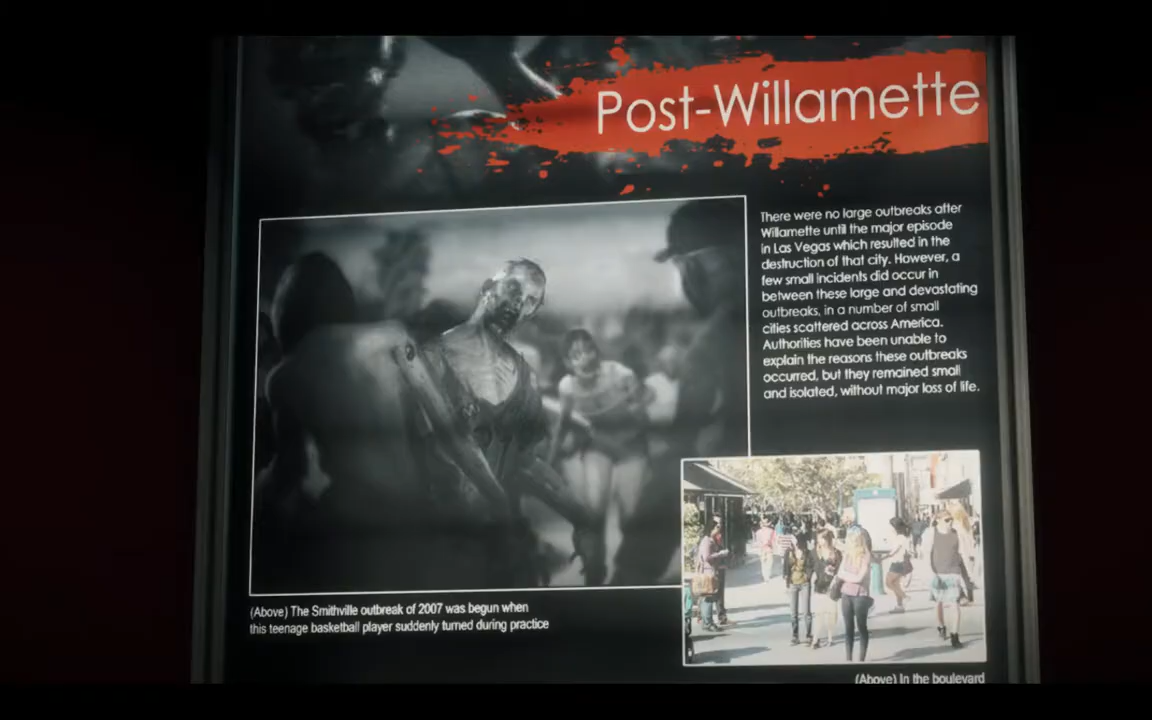 Post-Willamette
There were no large outbreaks after
Willamette until the major episode
in Las Vegas which resulted in the
destruction of that city. However, a
few small incidents did occur in
between these large and devastating
outbreaks, in a number of small
cities scattered across America.
Authorities have been unable to
explain the reasons these outbreaks
occurred, but they remained small
and isolated, without major loss of life.
(Above) The Smithville outbreak of 2007 was begun when
this teenage basketball player suddenly turned during practice
(Above) In the boulevard